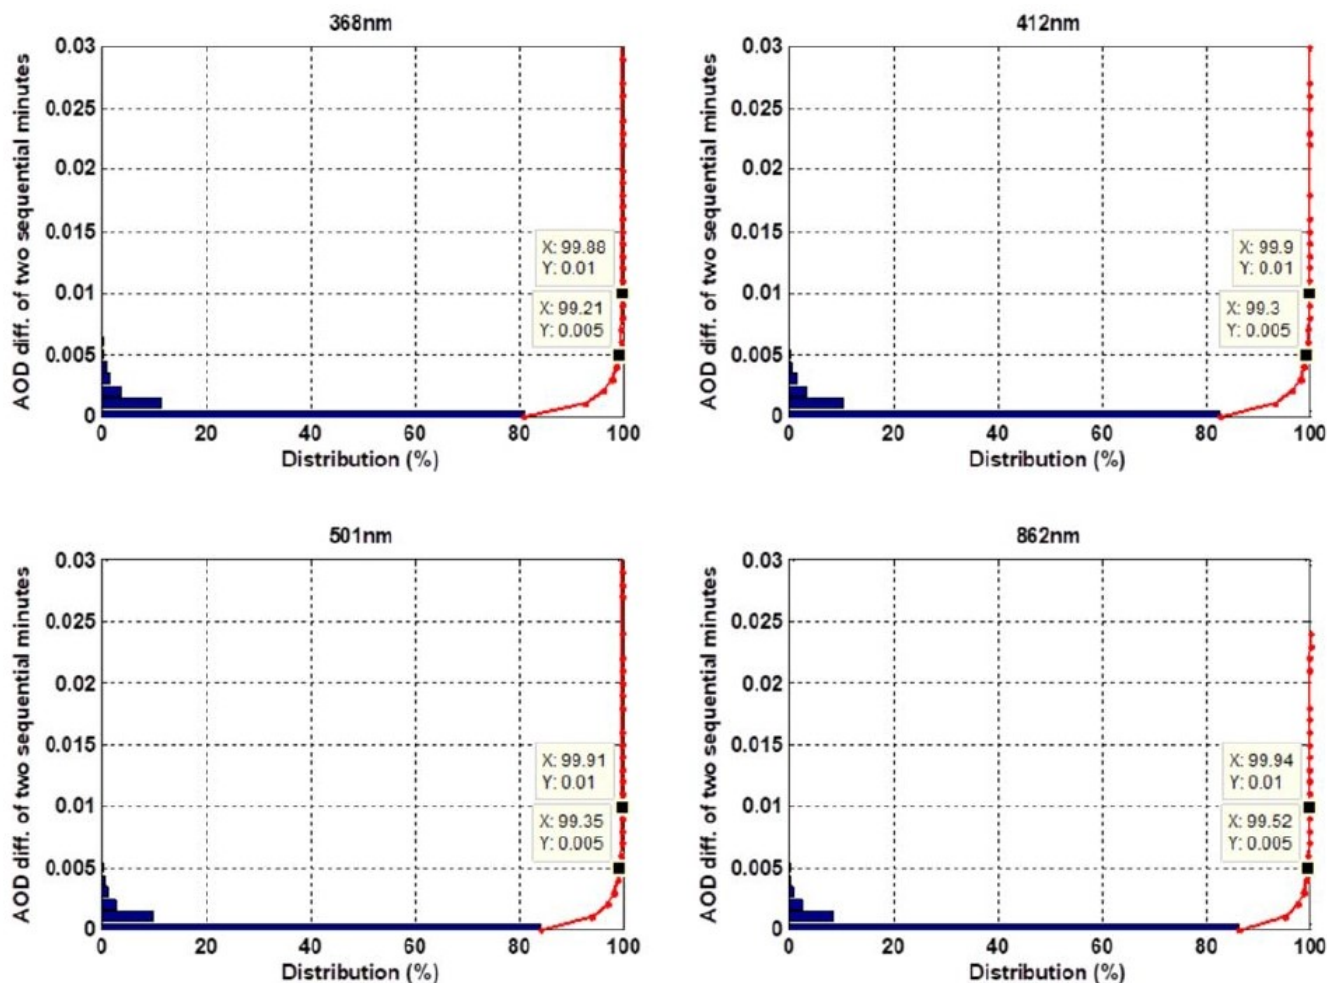 368nm
AOD diff. of two sequential minutes
0.03
0.025
0.02
0.015
0.01
0.005
0
X: 99.88
Y: 0.01
X: 99.21
Y: 0.005
0 20 40 60 80 100
Distribution (%)
412nm
AOD diff. of two sequential minutes
0.03
0.025
0.02
0.015
0.01
0.005
0
X: 99.9
Y: 0.01
X: 99.3
Y: 0.005
0 20 40 60 80 100
Distribution (%)
501nm
AOD diff. of two sequential minutes
0.03
0.025
0.02
0.015
0.01
0.005
0
X: 99.91
Y: 0.01
X: 99.35
Y: 0.005
0 20 40 60 80 100
Distribution (%)
862nm
AOD diff. of two sequential minutes
0.03
0.025
0.02
0.015
0.01
0.005
0
X: 99.94
Y: 0.01
X: 99.52
Y: 0.005
0 20 40 60 80 100
Distribution (%)